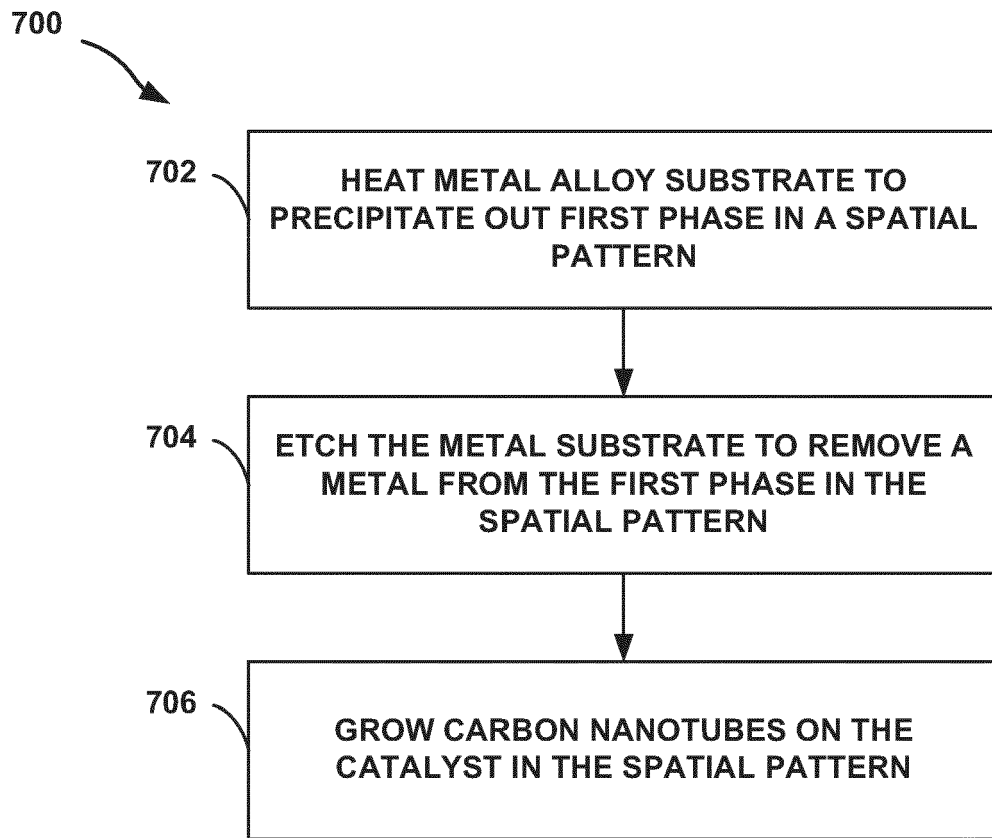 700
702
HEAT METAL ALLOY SUBSTRATE TO
PRECIPITATE OUT FIRST PHASE IN A SPATIAL
PATTERN
704
ETCH THE METAL SUBSTRATE TO REMOVE A
METAL FROM THE FIRST PHASE IN THE
SPATIAL PATTERN
706
GROW CARBON NANOTUBES ON THE
CATALYST IN THE SPATIAL PATTERN